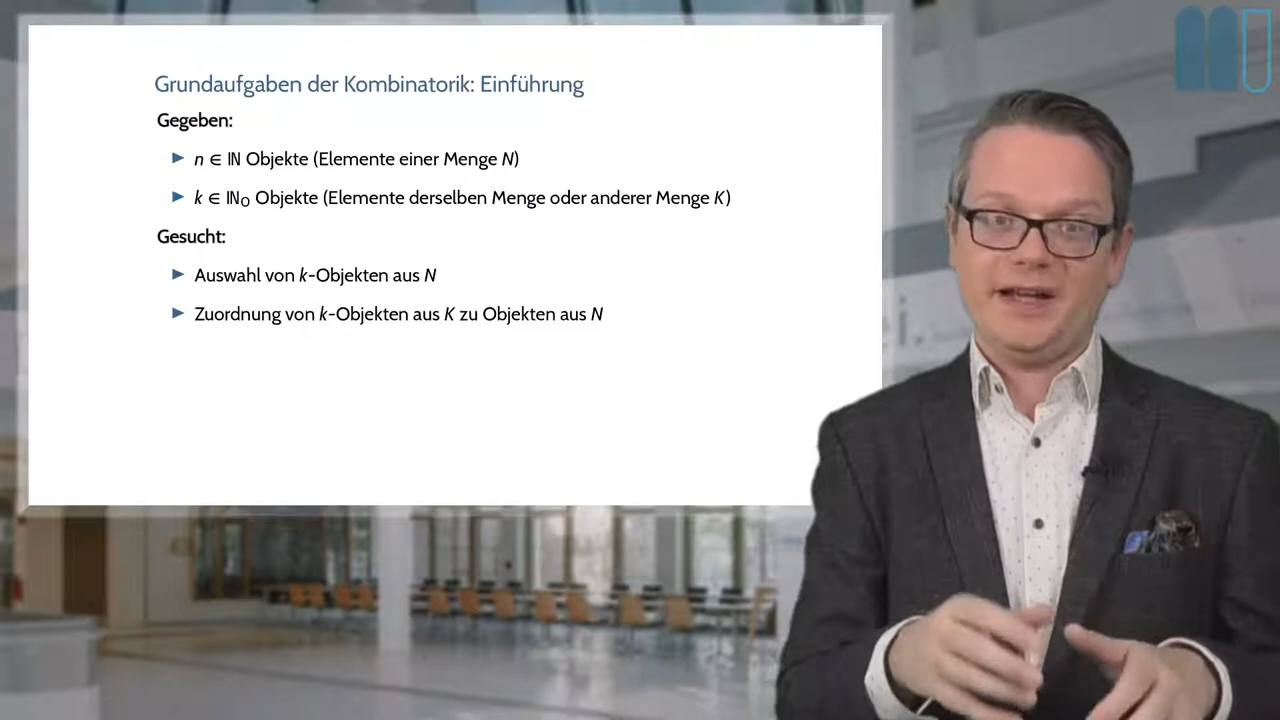 Grundaufgaben der Kombinatorik: Einführung
Gegeben:
► n ∈ ℕ Objekte (Elemente einer Menge N)
► k ∈ ℕ₀ Objekte (Elemente derselben Menge oder anderer Menge K)
Gesucht:
► Auswahl von k-Objekten aus N
► Zuordnung von k-Objekten aus K zu Objekten aus N